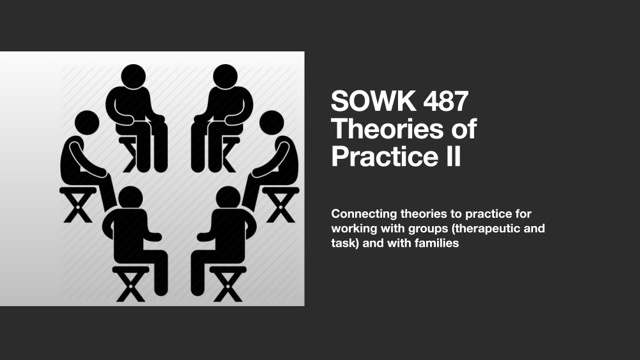 SOWK 487
Theories of
Practice II
Connecting theories to practice for
working with groups (therapeutic and
task) and with families